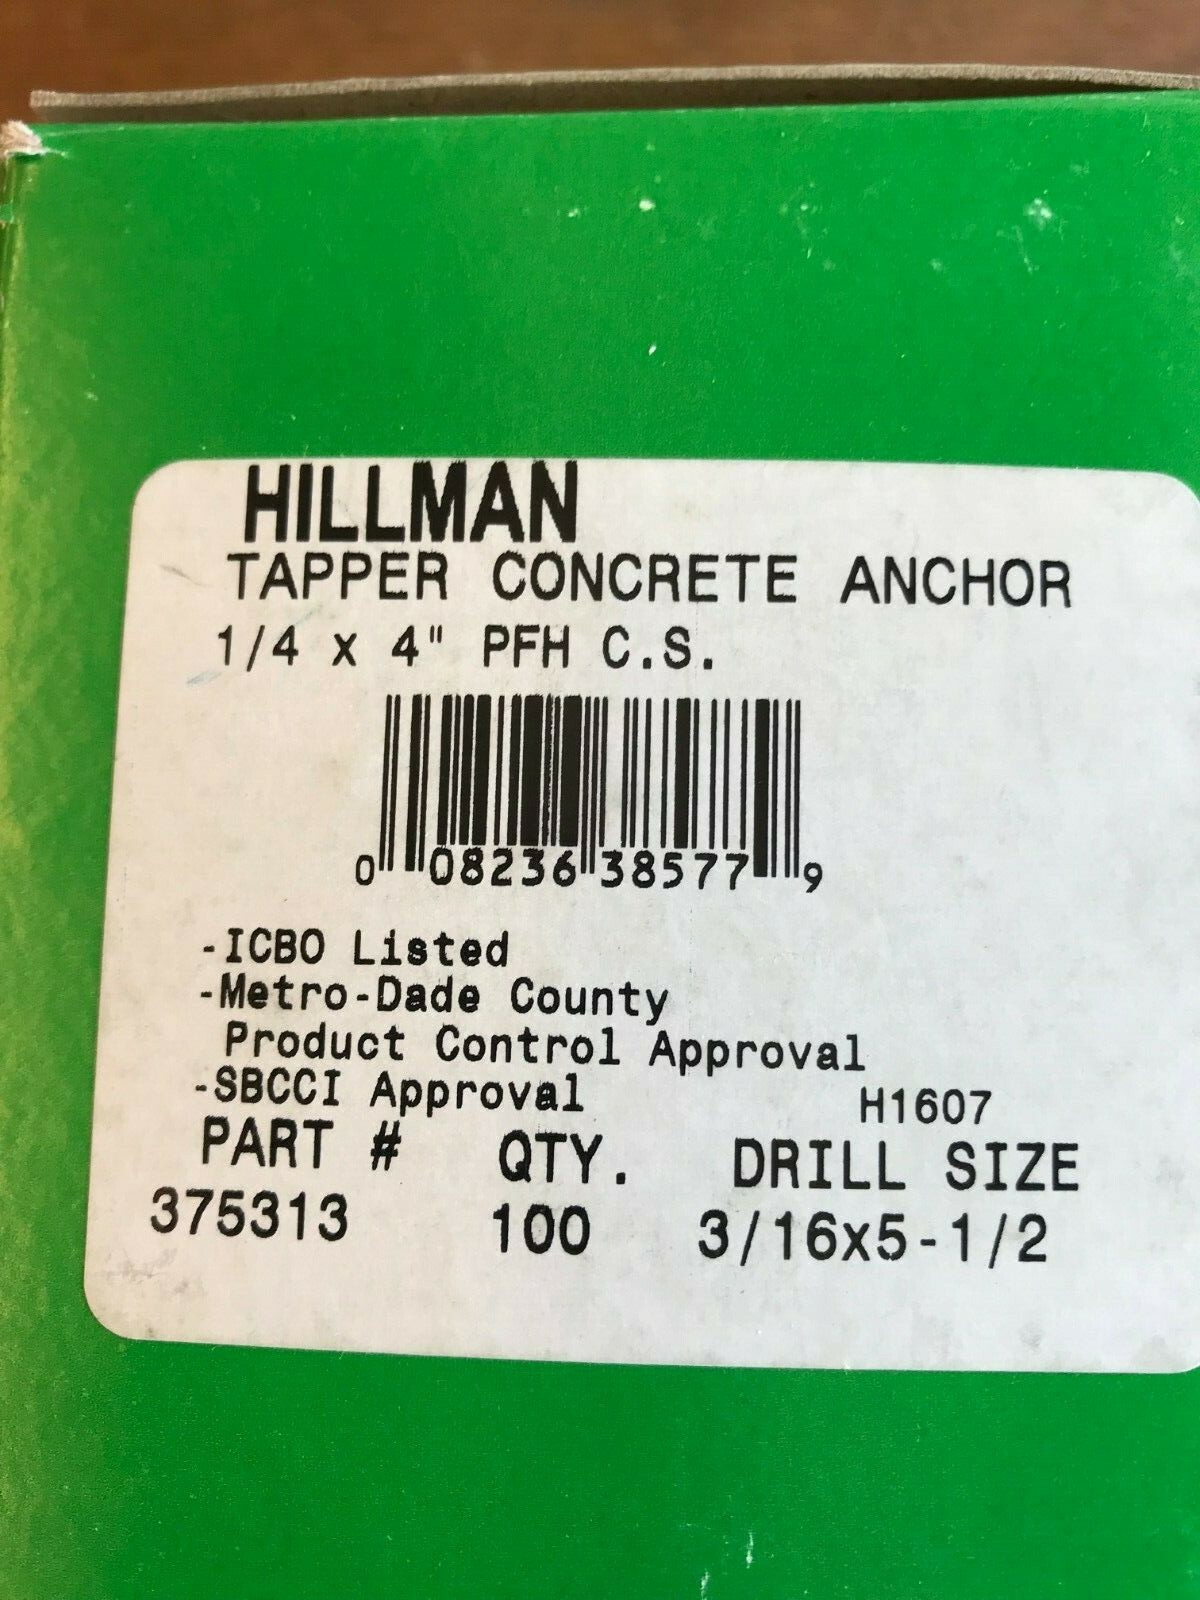 HILLMAN
TAPPER CONCRETE ANCHOR
1/4 x 4" PFH C.S.
0 08236 38577 9
-ICBO Listed
-Metro-Dade County
Product Control Approval
-SBCCI Approval
H1607
PART # QTY. DRILL SIZE
375313 100 3/16x5-1/2